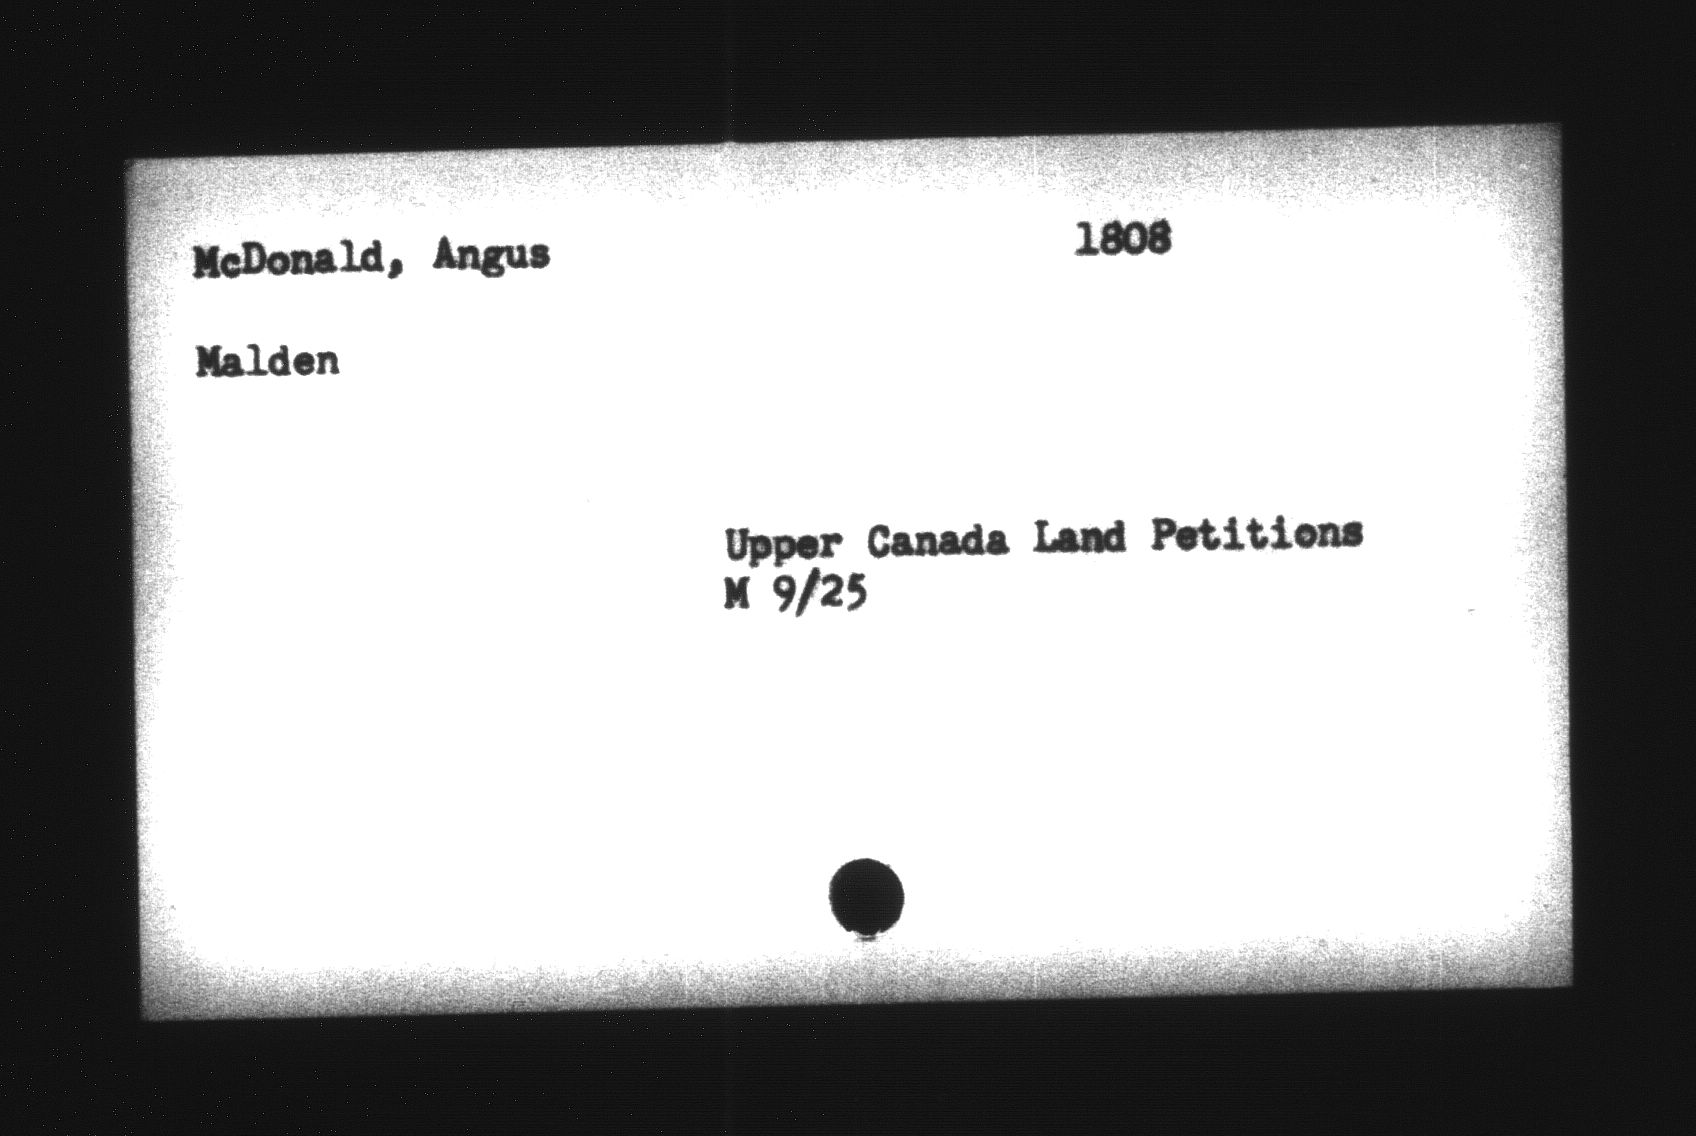 McDonald, Angus 1808
Malden
Upper Canada Land Petitions
M 9/25